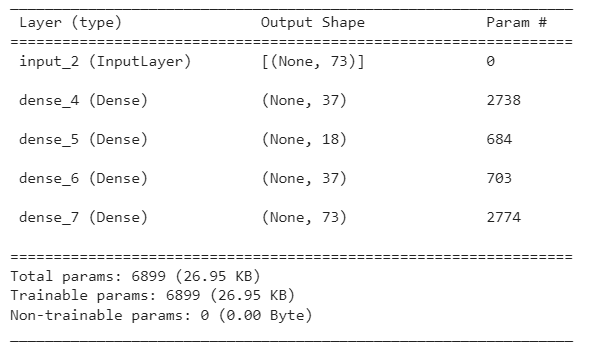 Layer (type) Output Shape Param #
=================================================================
input_2 (InputLayer) [(None, 73)] 0
dense_4 (Dense) (None, 37) 2738
dense_5 (Dense) (None, 18) 684
dense_6 (Dense) (None, 37) 703
dense_7 (Dense) (None, 73) 2774
=================================================================
Total params: 6899 (26.95 KB)
Trainable params: 6899 (26.95 KB)
Non-trainable params: 0 (0.00 Byte)